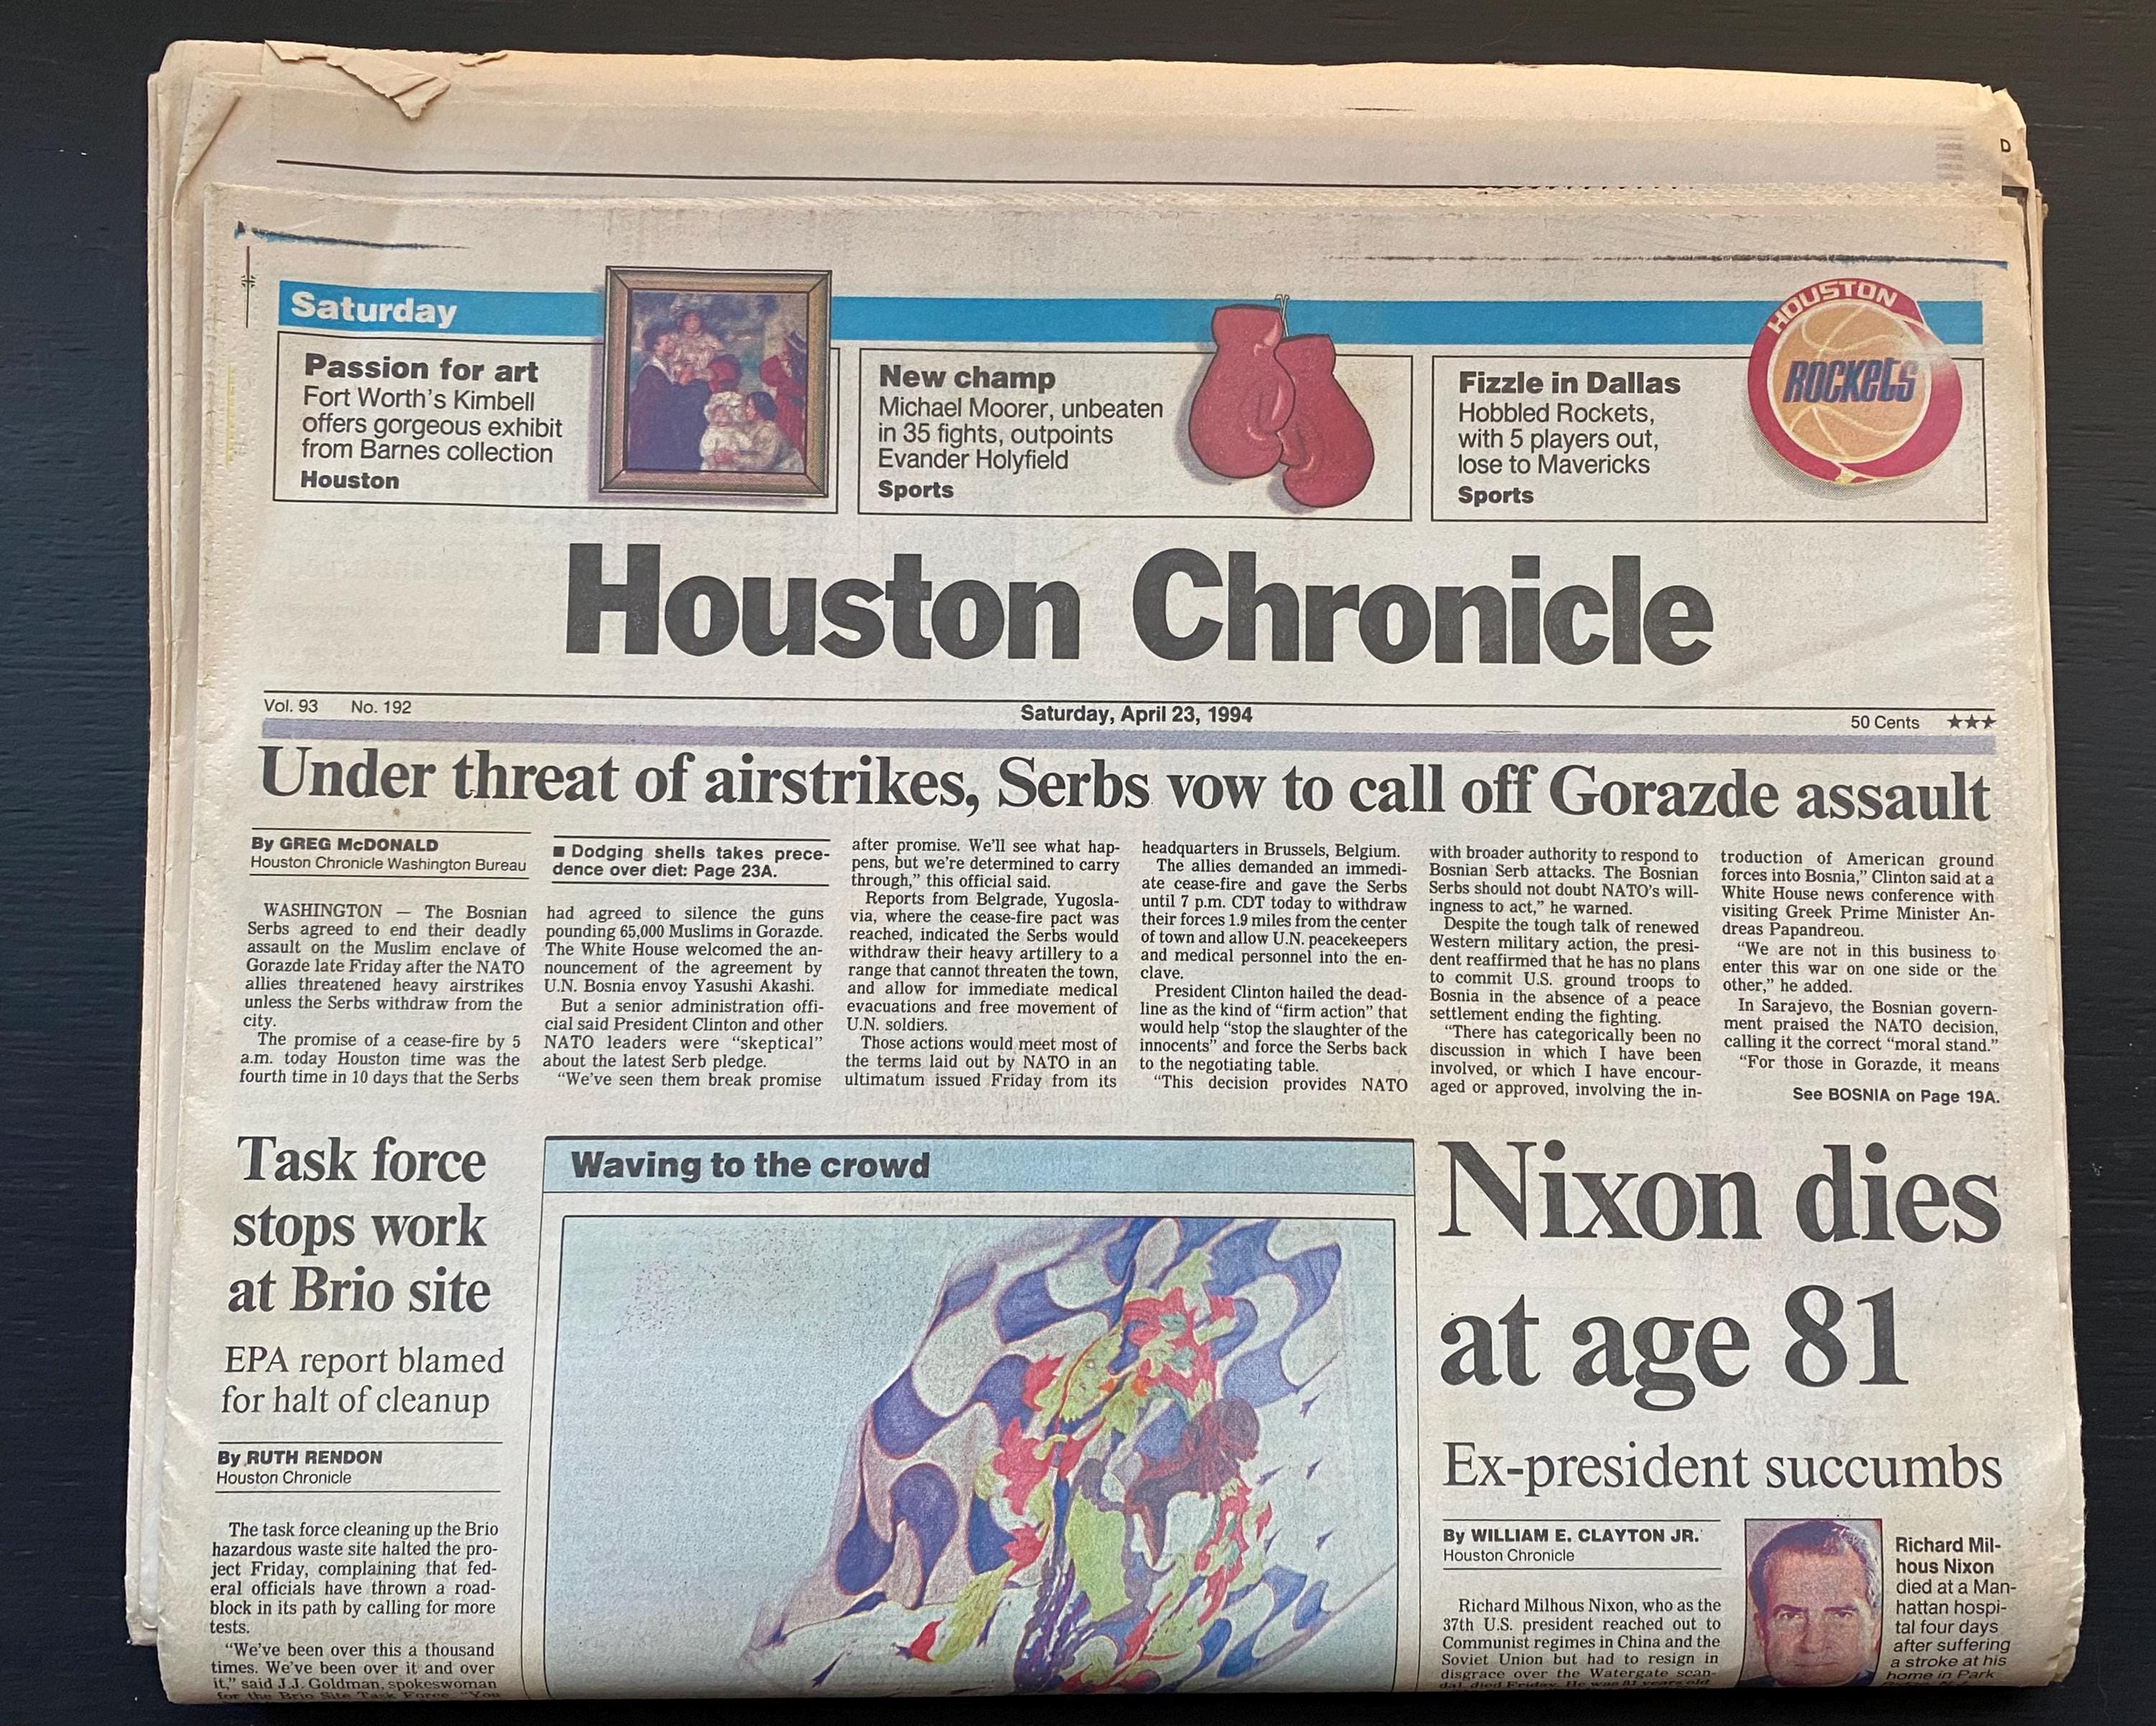 D
Saturday
Passion for art
Fort Worth's Kimbell
offers gorgeous exhibit
from Barnes collection
Houston
New champ
Michael Moorer, unbeaten
in 35 fights, outpoints
Evander Holyfield
Sports
Fizzle in Dallas
Hobbled Rockets,
with 5 players out,
lose to Mavericks
Sports
HOUSTON
ROCKETS
Houston Chronicle
Vol. 93 No. 192
Saturday, April 23, 1994
50 Cents ★★★
Under threat of airstrikes, Serbs vow to call off Gorazde assault
By GREG McDONALD
Houston Chronicle Washington Bureau
WASHINGTON — The Bosnian
Serbs agreed to end their deadly
assault on the Muslim enclave of
Gorazde late Friday after the NATO
allies threatened heavy airstrikes
unless the Serbs withdraw from the
city.
The promise of a cease-fire by 5
a.m. today Houston time was the
fourth time in 10 days that the Serbs
■ Dodging shells takes prece-
dence over diet: Page 23A.
had agreed to silence the guns
pounding 65,000 Muslims in Gorazde.
The White House welcomed the an-
nouncement of the agreement by
U.N. Bosnia envoy Yasushi Akashi.
But a senior administration offi-
cial said President Clinton and other
NATO leaders were “skeptical”
about the latest Serb pledge.
“We've seen them break promise
after promise. We'll see what hap-
pens, but we're determined to carry
through,” this official said.
Reports from Belgrade, Yugosla-
via, where the cease-fire pact was
reached, indicated the Serbs would
withdraw their heavy artillery to a
range that cannot threaten the town,
and allow for immediate medical
evacuations and free movement of
U.N. soldiers.
Those actions would meet most of
the terms laid out by NATO in an
ultimatum issued Friday from its
headquarters in Brussels, Belgium.
The allies demanded an immedi-
ate cease-fire and gave the Serbs
until 7 p.m. CDT today to withdraw
their forces 1.9 miles from the center
of town and allow U.N. peacekeepers
and medical personnel into the en-
clave.
President Clinton hailed the dead-
line as the kind of “firm action” that
would help “stop the slaughter of the
innocents” and force the Serbs back
to the negotiating table.
“This decision provides NATO
with broader authority to respond to
Bosnian Serb attacks. The Bosnian
Serbs should not doubt NATO's will-
ingness to act,” he warned.
Despite the tough talk of renewed
Western military action, the presi-
dent reaffirmed that he has no plans
to commit U.S. ground troops to
Bosnia in the absence of a peace
settlement ending the fighting.
“There has categorically been no
discussion in which I have been
involved, or which I have encour-
aged or approved, involving the in-
troduction of American ground
forces into Bosnia,” Clinton said at a
White House news conference with
visiting Greek Prime Minister An-
dreas Papandreou.
“We are not in this business to
enter this war on one side or the
other,” he added.
In Sarajevo, the Bosnian govern-
ment praised the NATO decision,
calling it the correct “moral stand.”
“For those in Gorazde, it means
See BOSNIA on Page 19A.
Task force
stops work
at Brio site
EPA report blamed
for halt of cleanup
By RUTH RENDON
Houston Chronicle
The task force cleaning up the Brio
hazardous waste site halted the pro-
ject Friday, complaining that fed-
eral officials have thrown a road-
block in its path by calling for more
tests.
“We've been over this a thousand
times. We've been over it and over
it,” said J.J. Goldman, spokeswoman
for the Brio Site Task Force. “You
Waving to the crowd
Nixon dies
at age 81
Ex-president succumbs
By WILLIAM E. CLAYTON JR.
Houston Chronicle
Richard Milhous Nixon, who as the
37th U.S. president reached out to
Communist regimes in China and the
Soviet Union but had to resign in
disgrace over the Watergate scan-
dal, died Friday. He was 81 years old.
Richard Mil-
hous Nixon
died at a Man-
hattan hospi-
tal four days
after suffering
a stroke at his
home in Park